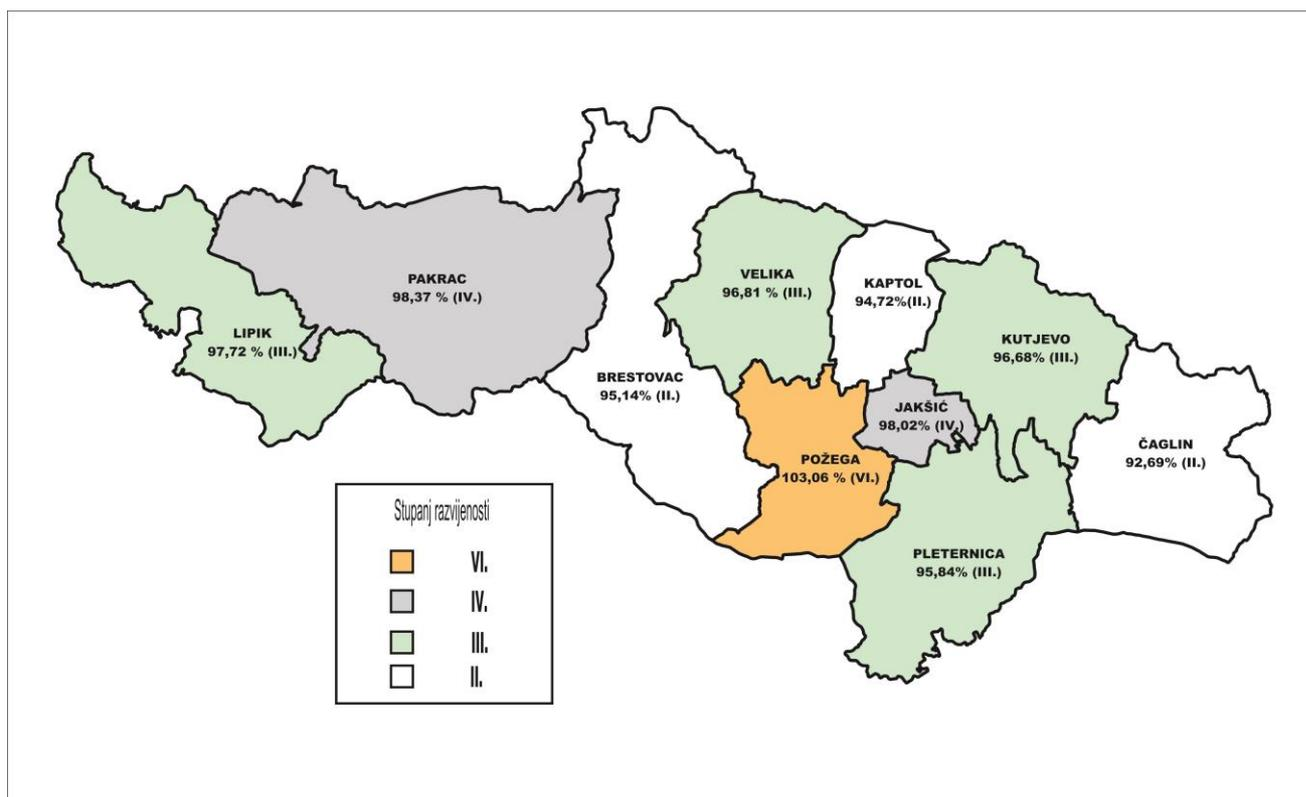 PAKRAC
98,37 % (IV.)
VELIKA
96,81 % (III.)
KAPTOL
94,72%(II.)
LIPIK
97,72 % (III.)
KUTJEVO
96,68% (III.)
BRESTOVAC
95,14% (II.)
JAKŠIĆ
98,02% (IV.)
ČAGLIN
92,69% (II.)
POŽEGA
103,06 % (VI.)
PLETERNICA
95,84% (III.)
Stupanj razvijenosti
VI.
IV.
III.
II.